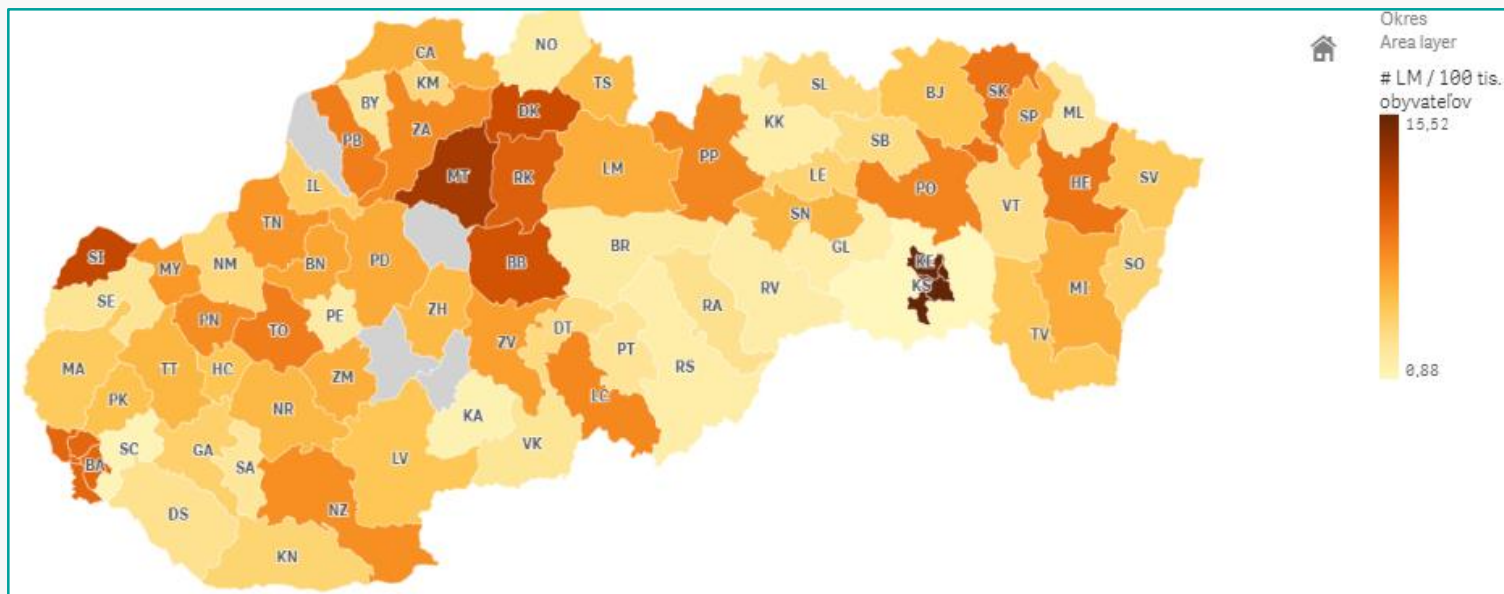 Okres
Area layer
# LM / 100 tis.
obyvateľov
15,52
0,88
NO
CA
KM
TS
BY
DK
SL
BJ
SK
SP
ML
PB
ZA
KK
SB
PP
LM
MT
RK
LE
PO
HE
SV
IL
VT
TN
SN
BR
GL
SI
MY
NM
BN
PD
BB
KE
SO
KS
RV
MI
SE
PN
TO
PE
ZH
RA
DT
ZV
PT
TV
MA
TT
HC
ZM
RS
PK
NR
LC
KA
SC
GA
SA
LV
VK
BA
DS
NZ
KN